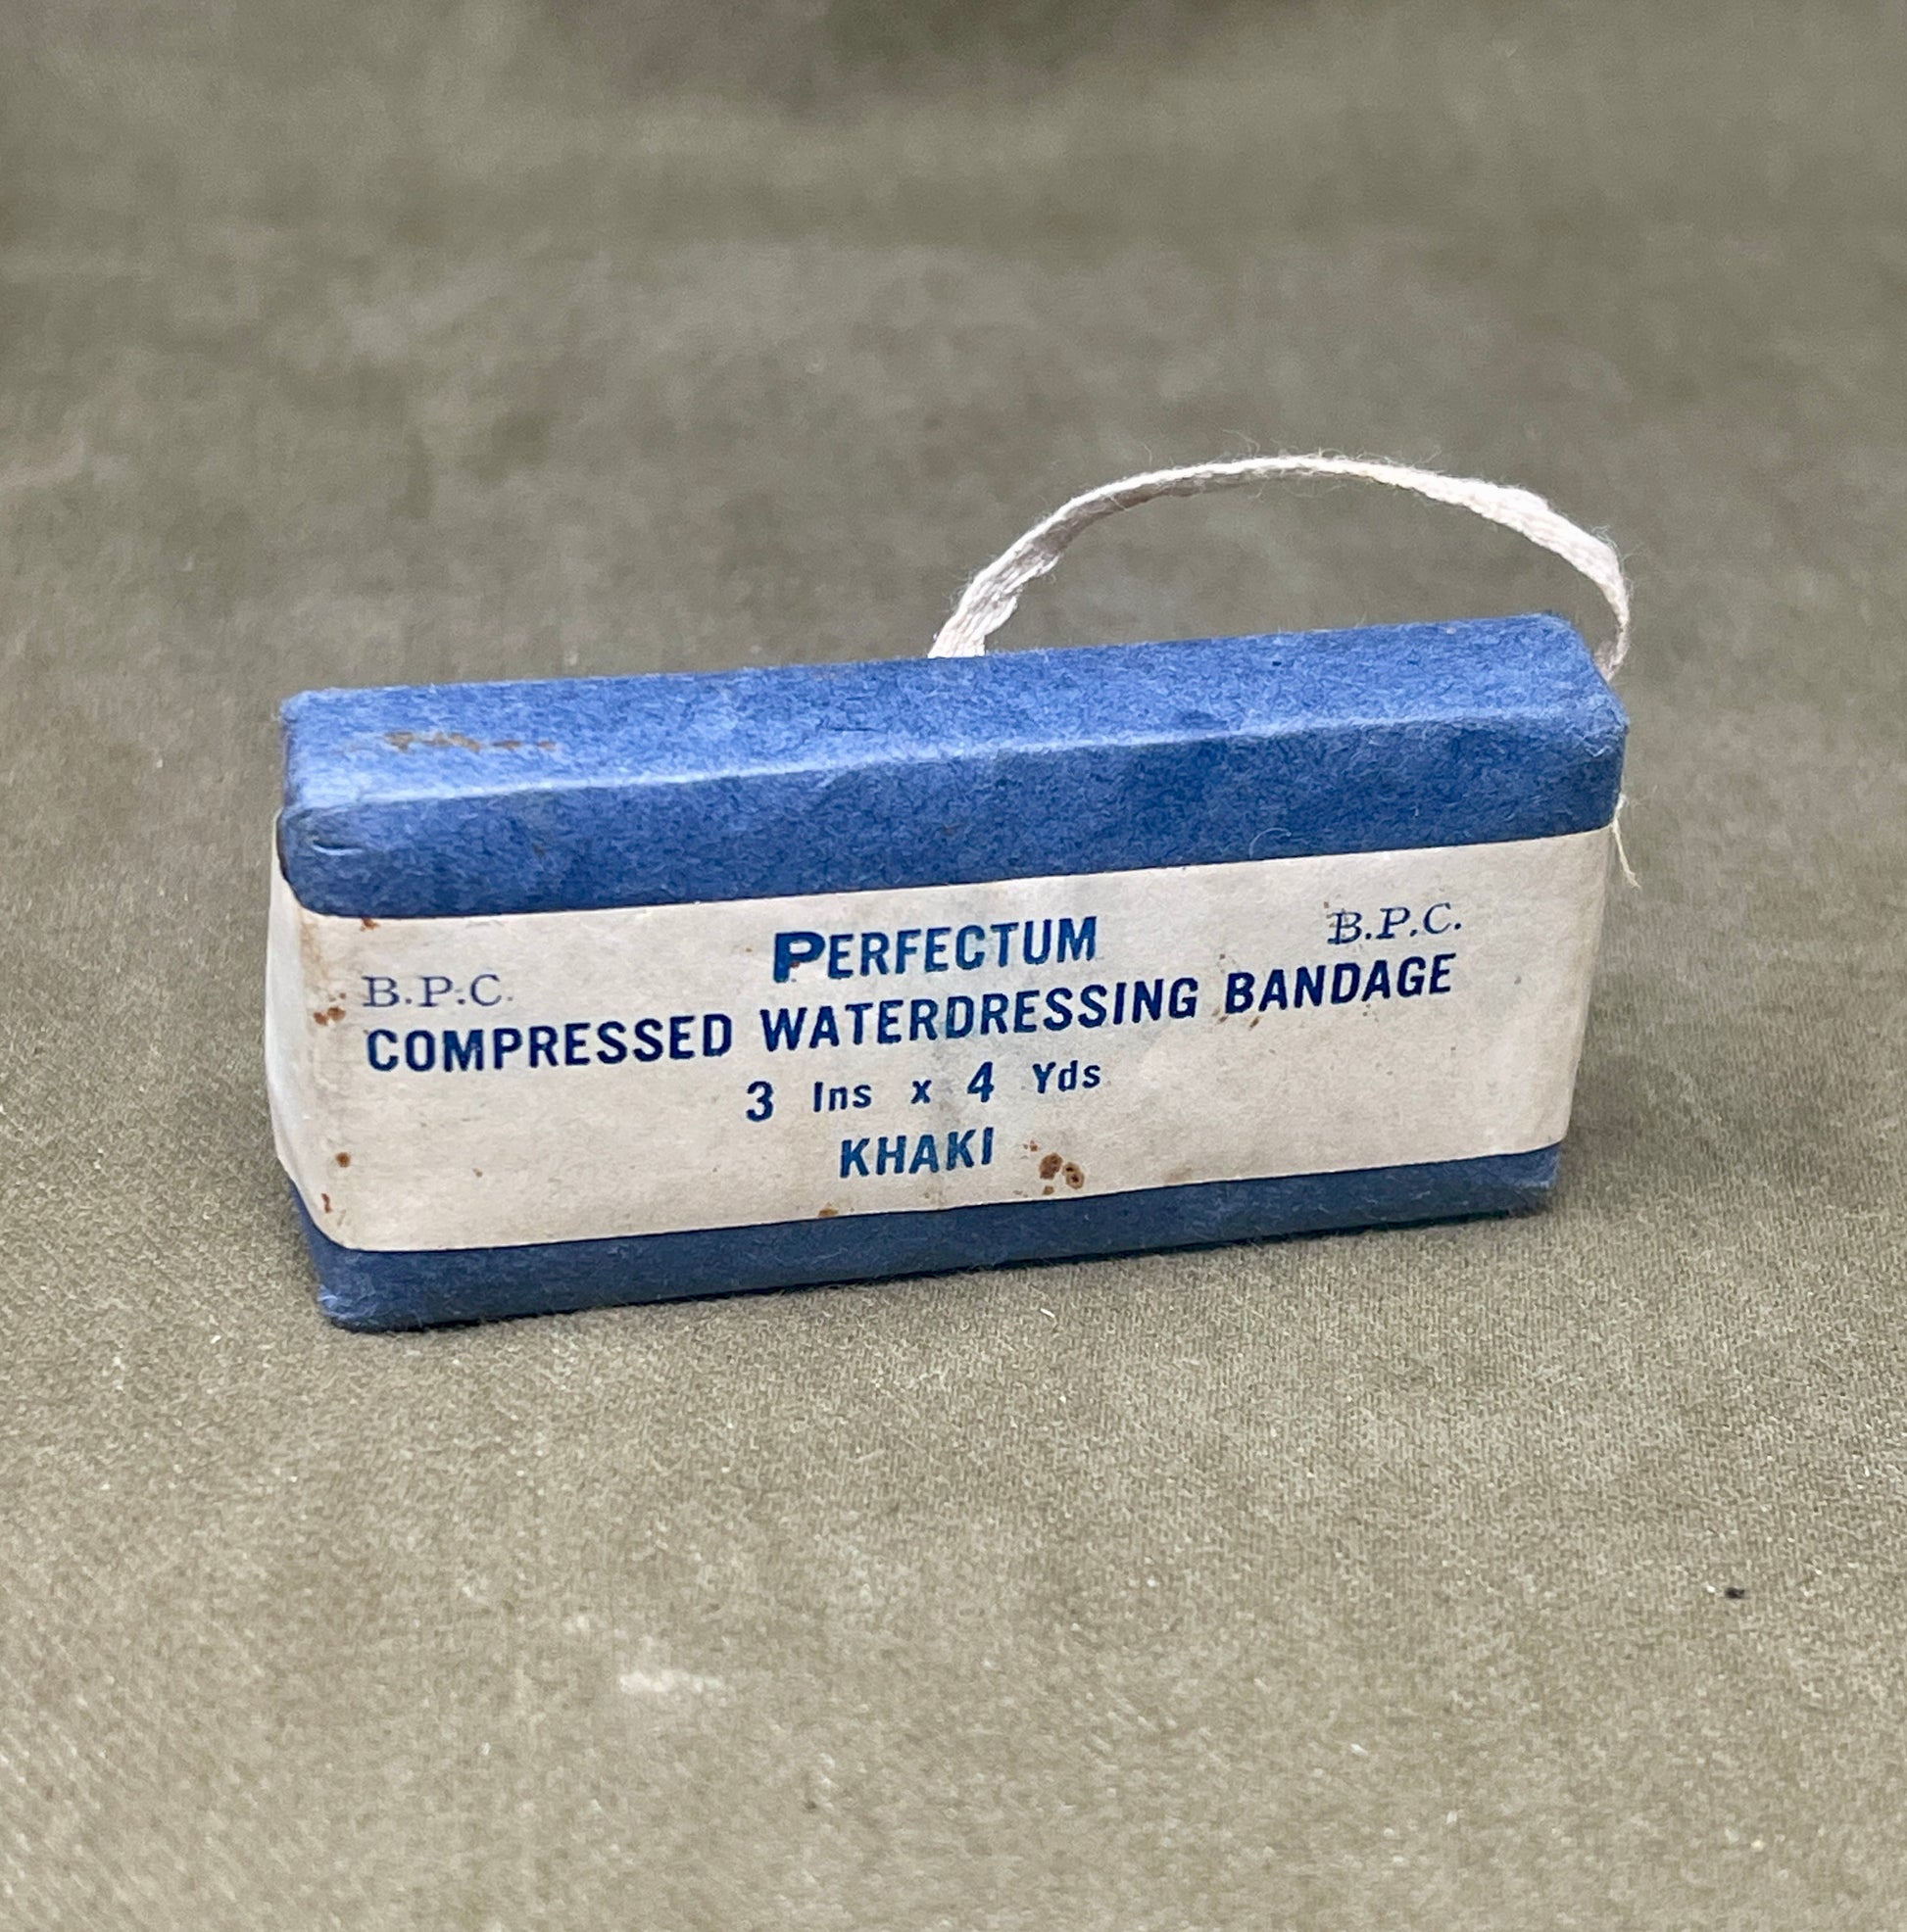 PERFECTUM
B.P.C. B.P.C.
COMPRESSED WATERDRESSING BANDAGE
3 Ins x 4 Yds
KHAKI